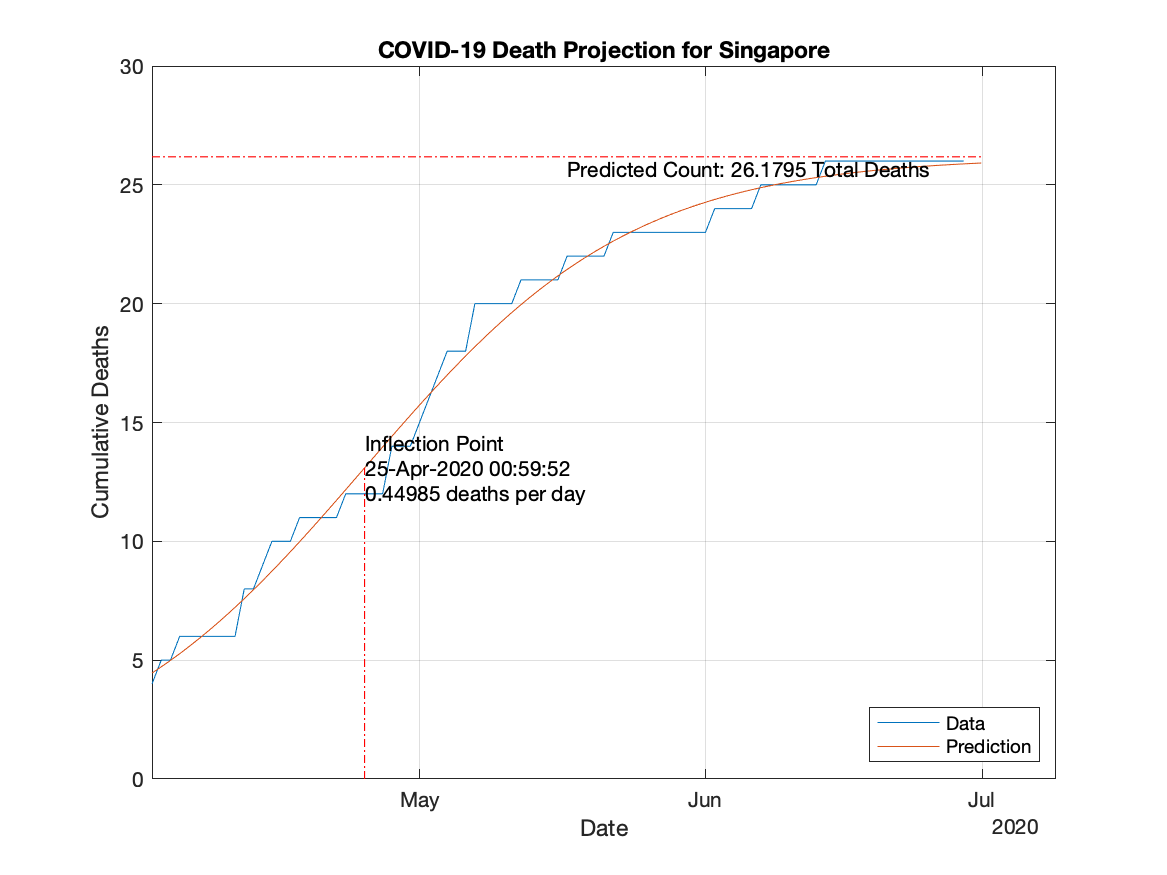 COVID-19 Death Projection for Singapore
30
25
20
15
10
5
0
Cumulative Deaths
Predicted Count: 26.1795 Total Deaths
Inflection Point
25-Apr-2020 00:59:52
0.44985 deaths per day
Data
Prediction
May
Jun
Jul
Date
2020